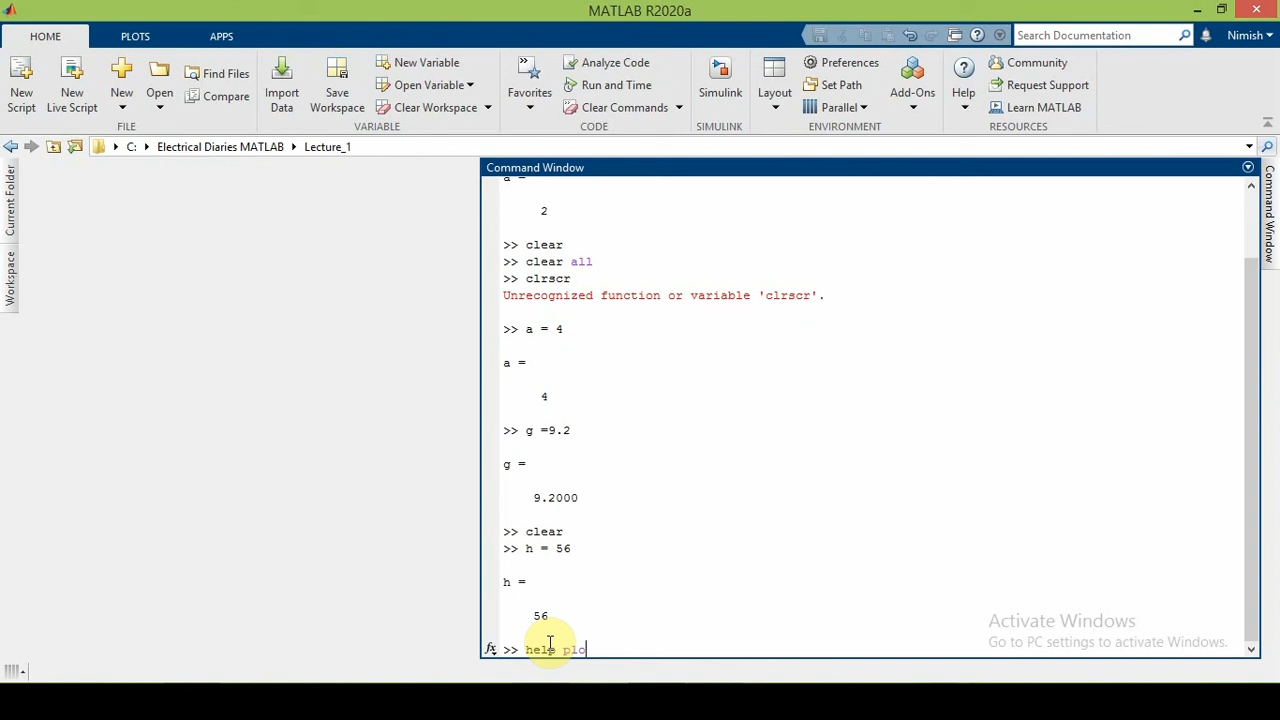 MATLAB R2020a
HOME PLOTS APPS Search Documentation Nimish
New Script
New Live Script
New
Open
Find Files
Compare
FILE
Import Data
Save Workspace
New Variable
Open Variable
Clear Workspace
VARIABLE
Favorites
Analyze Code
Run and Time
Clear Commands
CODE
Simulink
SIMULINK
Layout
Preferences
Set Path
Parallel
Add-Ons
ENVIRONMENT
Help
Community
Request Support
Learn MATLAB
RESOURCES
C: Electrical Diaries MATLAB Lecture_1
Current Folder
Workspace
Command Window
Command Window
a =
2
>> clear
>> clear all
>> clrscr
Unrecognized function or variable 'clrscr'.
>> a = 4
a =
4
>> g =9.2
g =
9.2000
>> clear
>> h = 56
h =
56
fx >> help plo
Activate Windows
Go to PC settings to activate Windows.